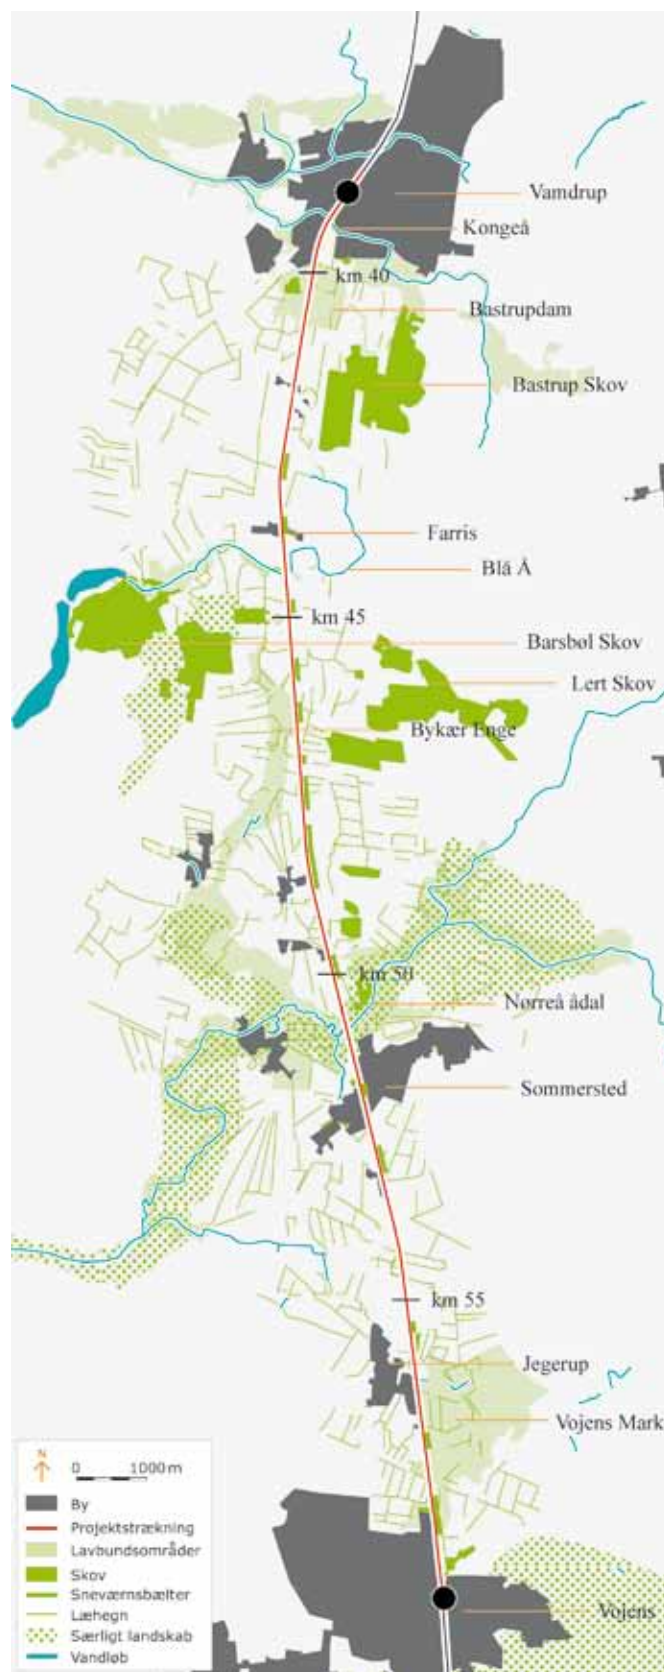 Vamdrup
Kongeå
km 40
Bastrupdam
Bastrup Skov
Farris
Blå Å
km 45
Barsbøl Skov
Lert Skov
Bykær Enge
km 50
Nørreå ådal
Sommersted
km 55
Jegerup
Vojens Mark
N
0 1000 m
By
Projektstrækning
Lavbundsområder
Skov
Sneværnsbælter
Læhegn
Særligt landskab
Vandløb
Vojens